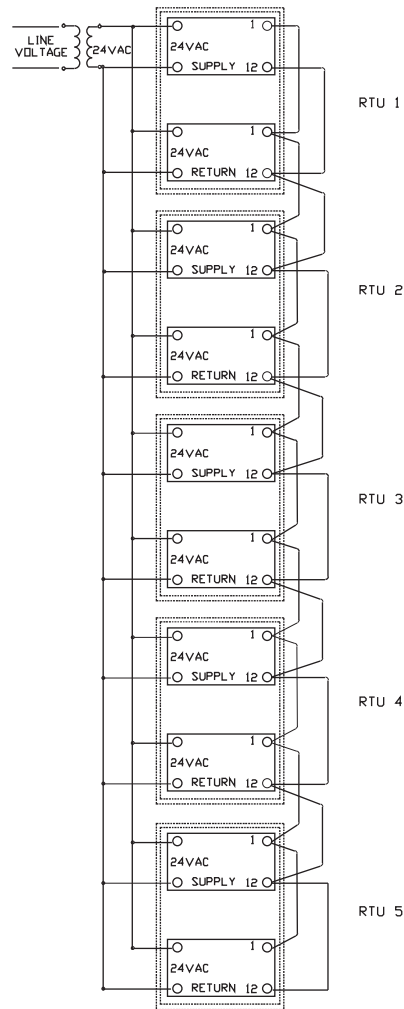 LINE
VOLTAGE
24VAC
1
24VAC
SUPPLY 12
RTU 1
1
24VAC
RETURN 12
1
24VAC
SUPPLY 12
RTU 2
1
24VAC
RETURN 12
1
24VAC
SUPPLY 12
RTU 3
1
24VAC
RETURN 12
1
24VAC
SUPPLY 12
RTU 4
1
24VAC
RETURN 12
1
24VAC
SUPPLY 12
RTU 5
1
24VAC
RETURN 12